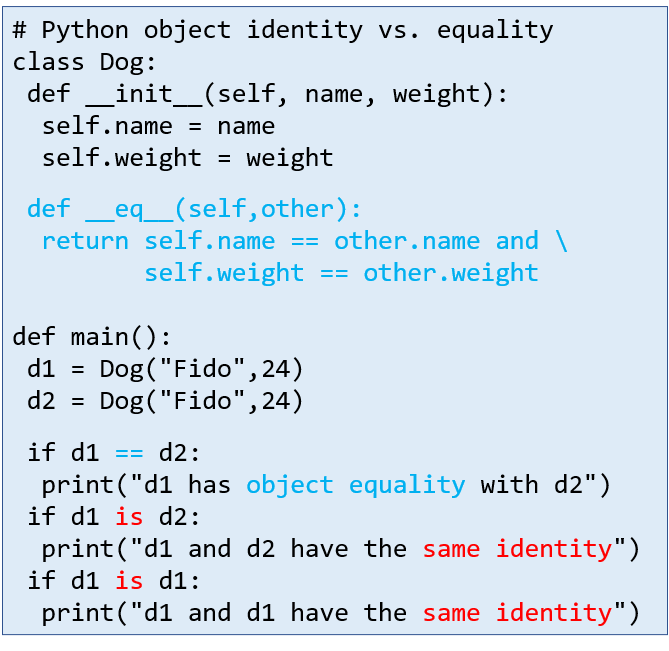 # Python object identity vs. equality
class Dog:
 def __init__(self, name, weight):
  self.name = name
  self.weight = weight
 def __eq__(self,other):
  return self.name == other.name and \
         self.weight == other.weight
def main():
 d1 = Dog("Fido",24)
 d2 = Dog("Fido",24)
 if d1 == d2:
  print("d1 has object equality with d2")
 if d1 is d2:
  print("d1 and d2 have the same identity")
 if d1 is d1:
  print("d1 and d1 have the same identity")